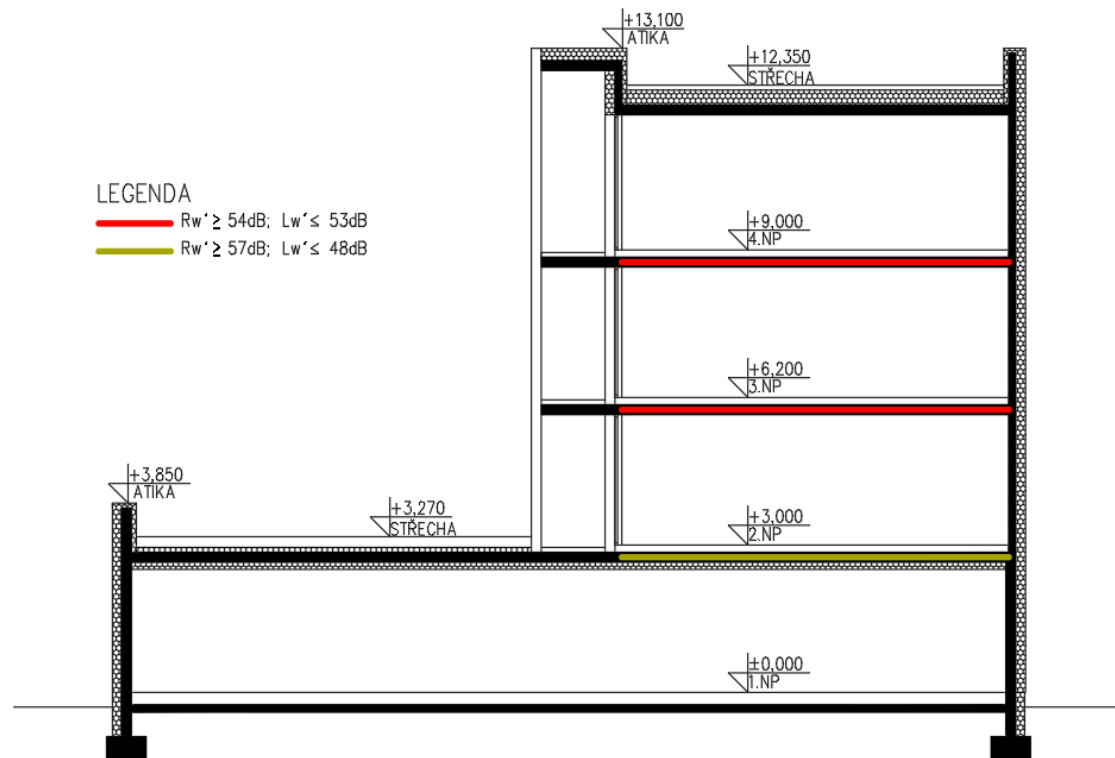 +13,100
ATIKA
+12,350
STŘECHA
LEGENDA
Rw´≥ 54dB; Lw´≤ 53dB
Rw´≥ 57dB; Lw´≤ 48dB
+9,000
4.NP
+6,200
3.NP
+3,850
ATIKA
+3,270
STŘECHA
+3,000
2.NP
±0,000
1.NP